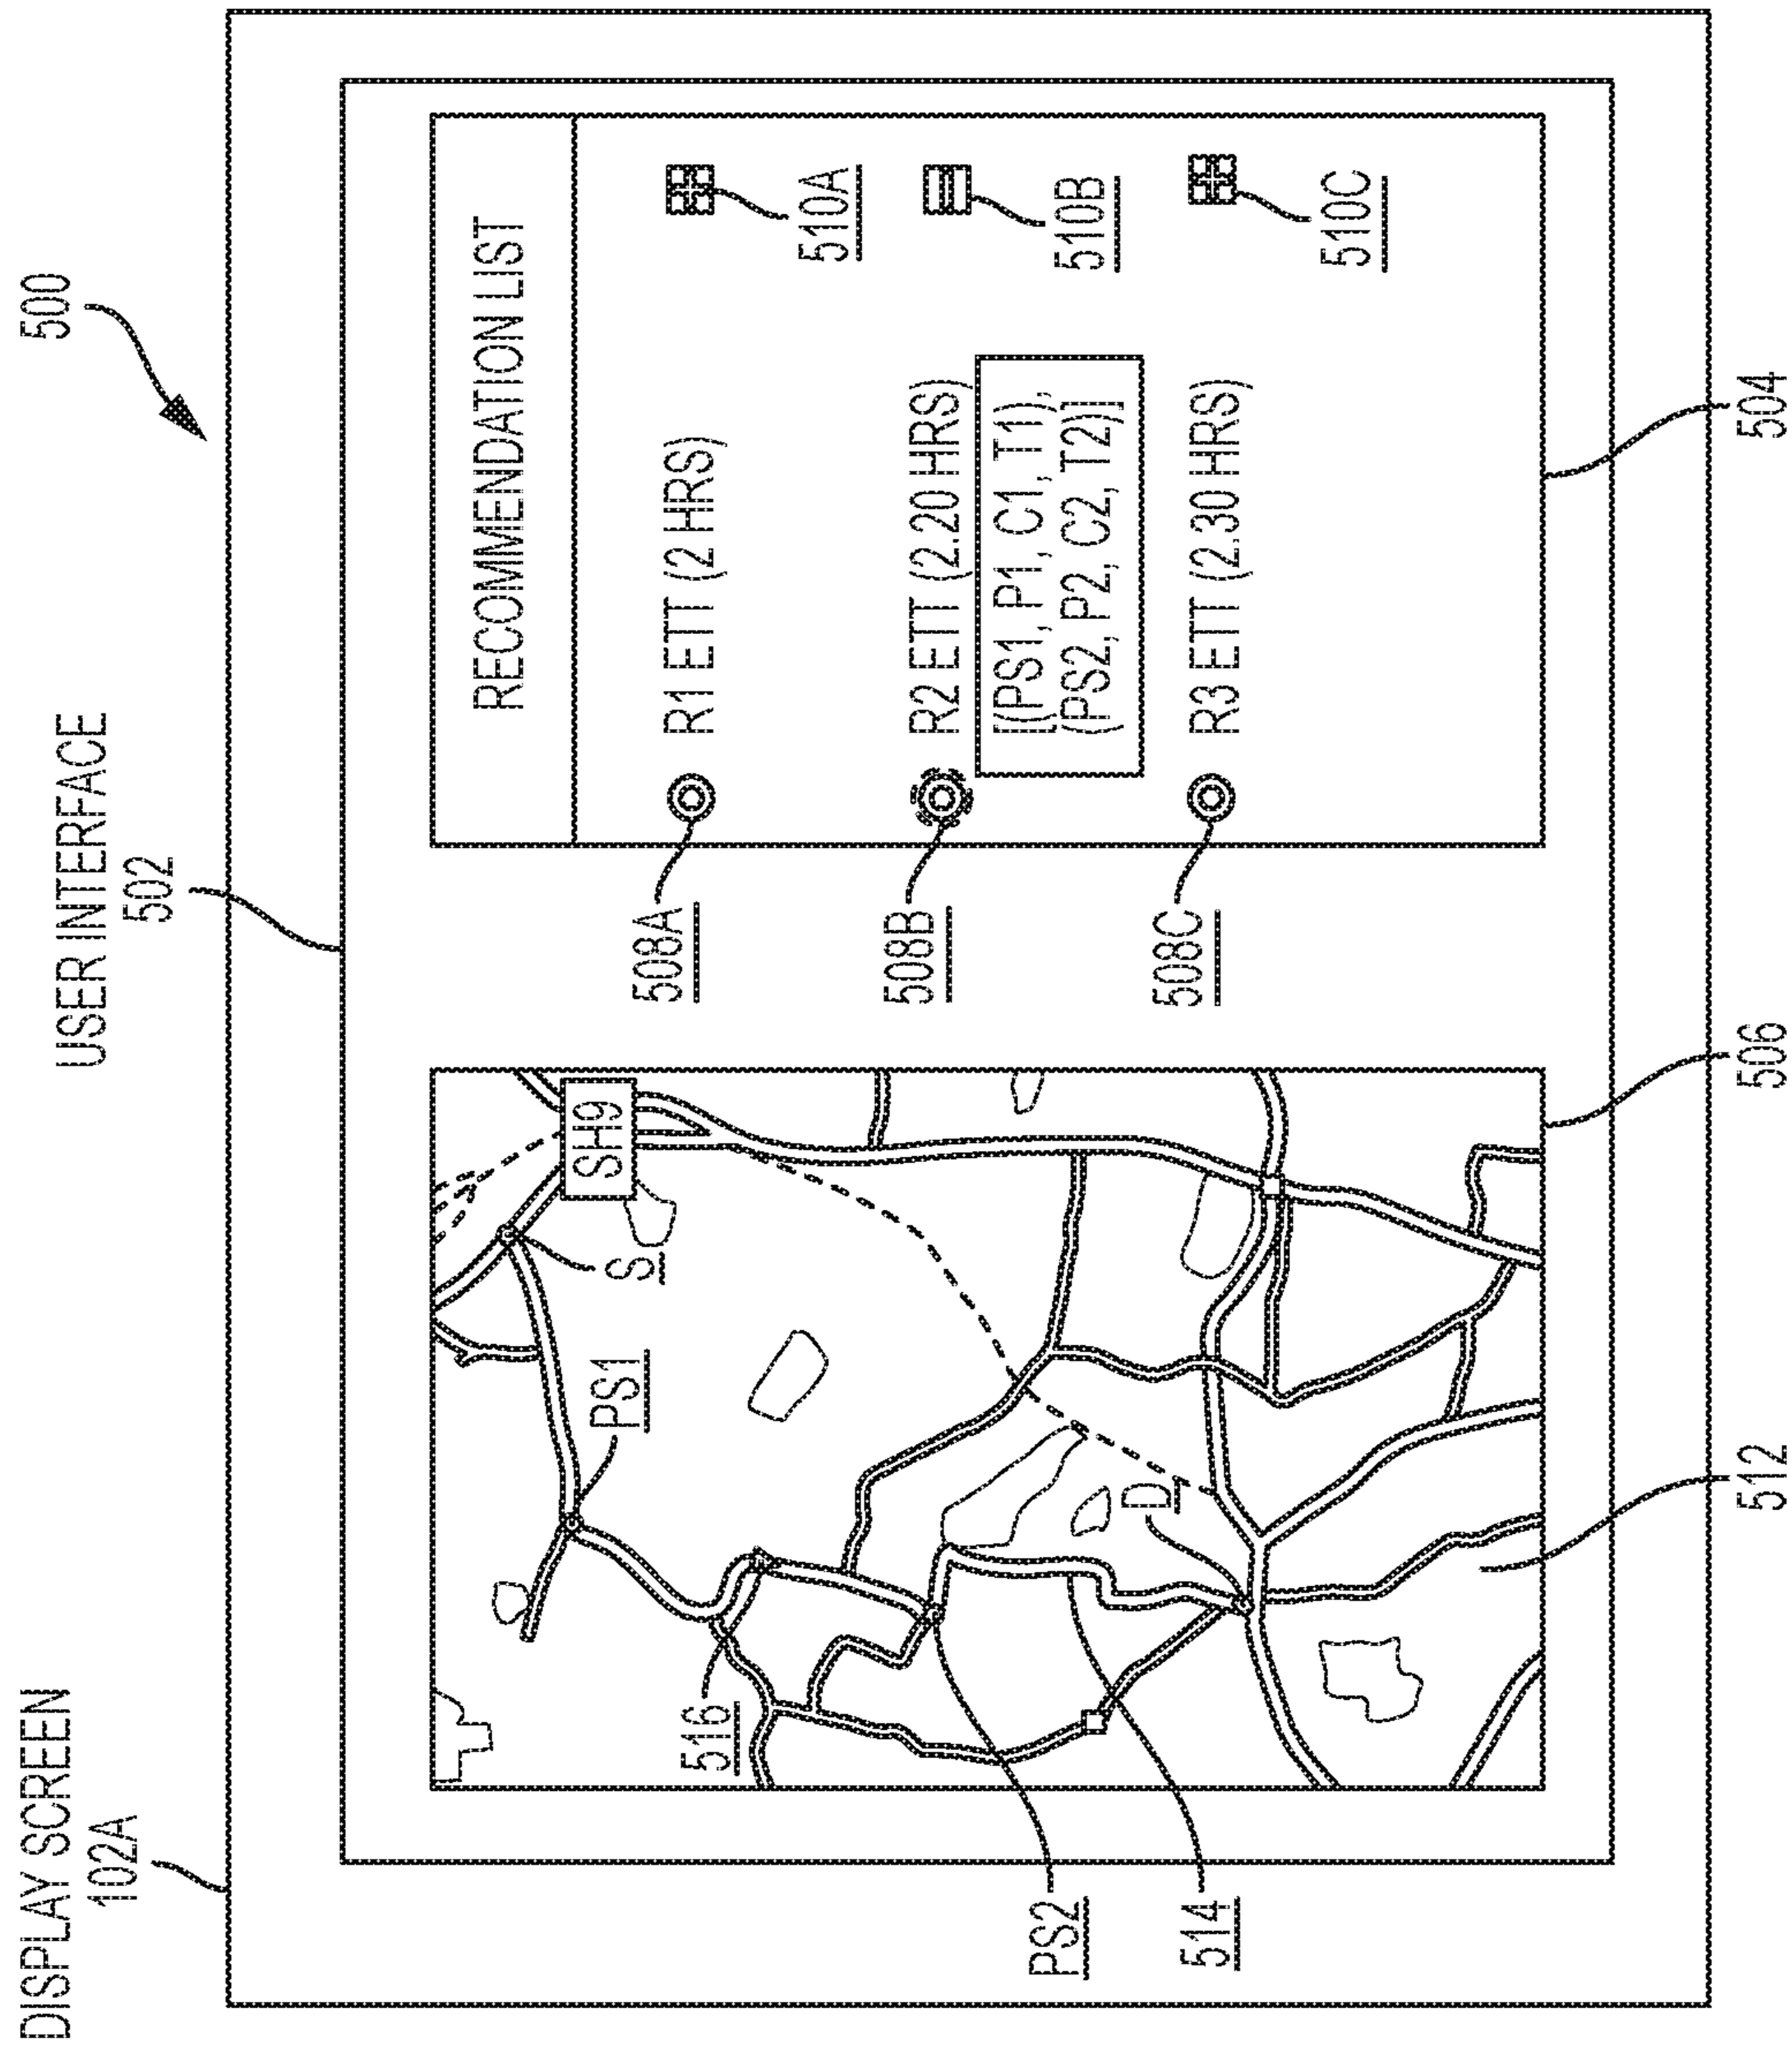 500
DISPLAY SCREEN
102A
USER INTERFACE
502
SH9
S
PS1
516
D
PS2
514
RECOMMENDATION LIST
508A
R1 ETT (2 HRS)
510A
508B
R2 ETT (2.20 HRS)
510B
[(PS1, P1, C1, T1),
(PS2, P2, C2, T2)]
508C
R3 ETT (2.30 HRS)
510C
512
506
504